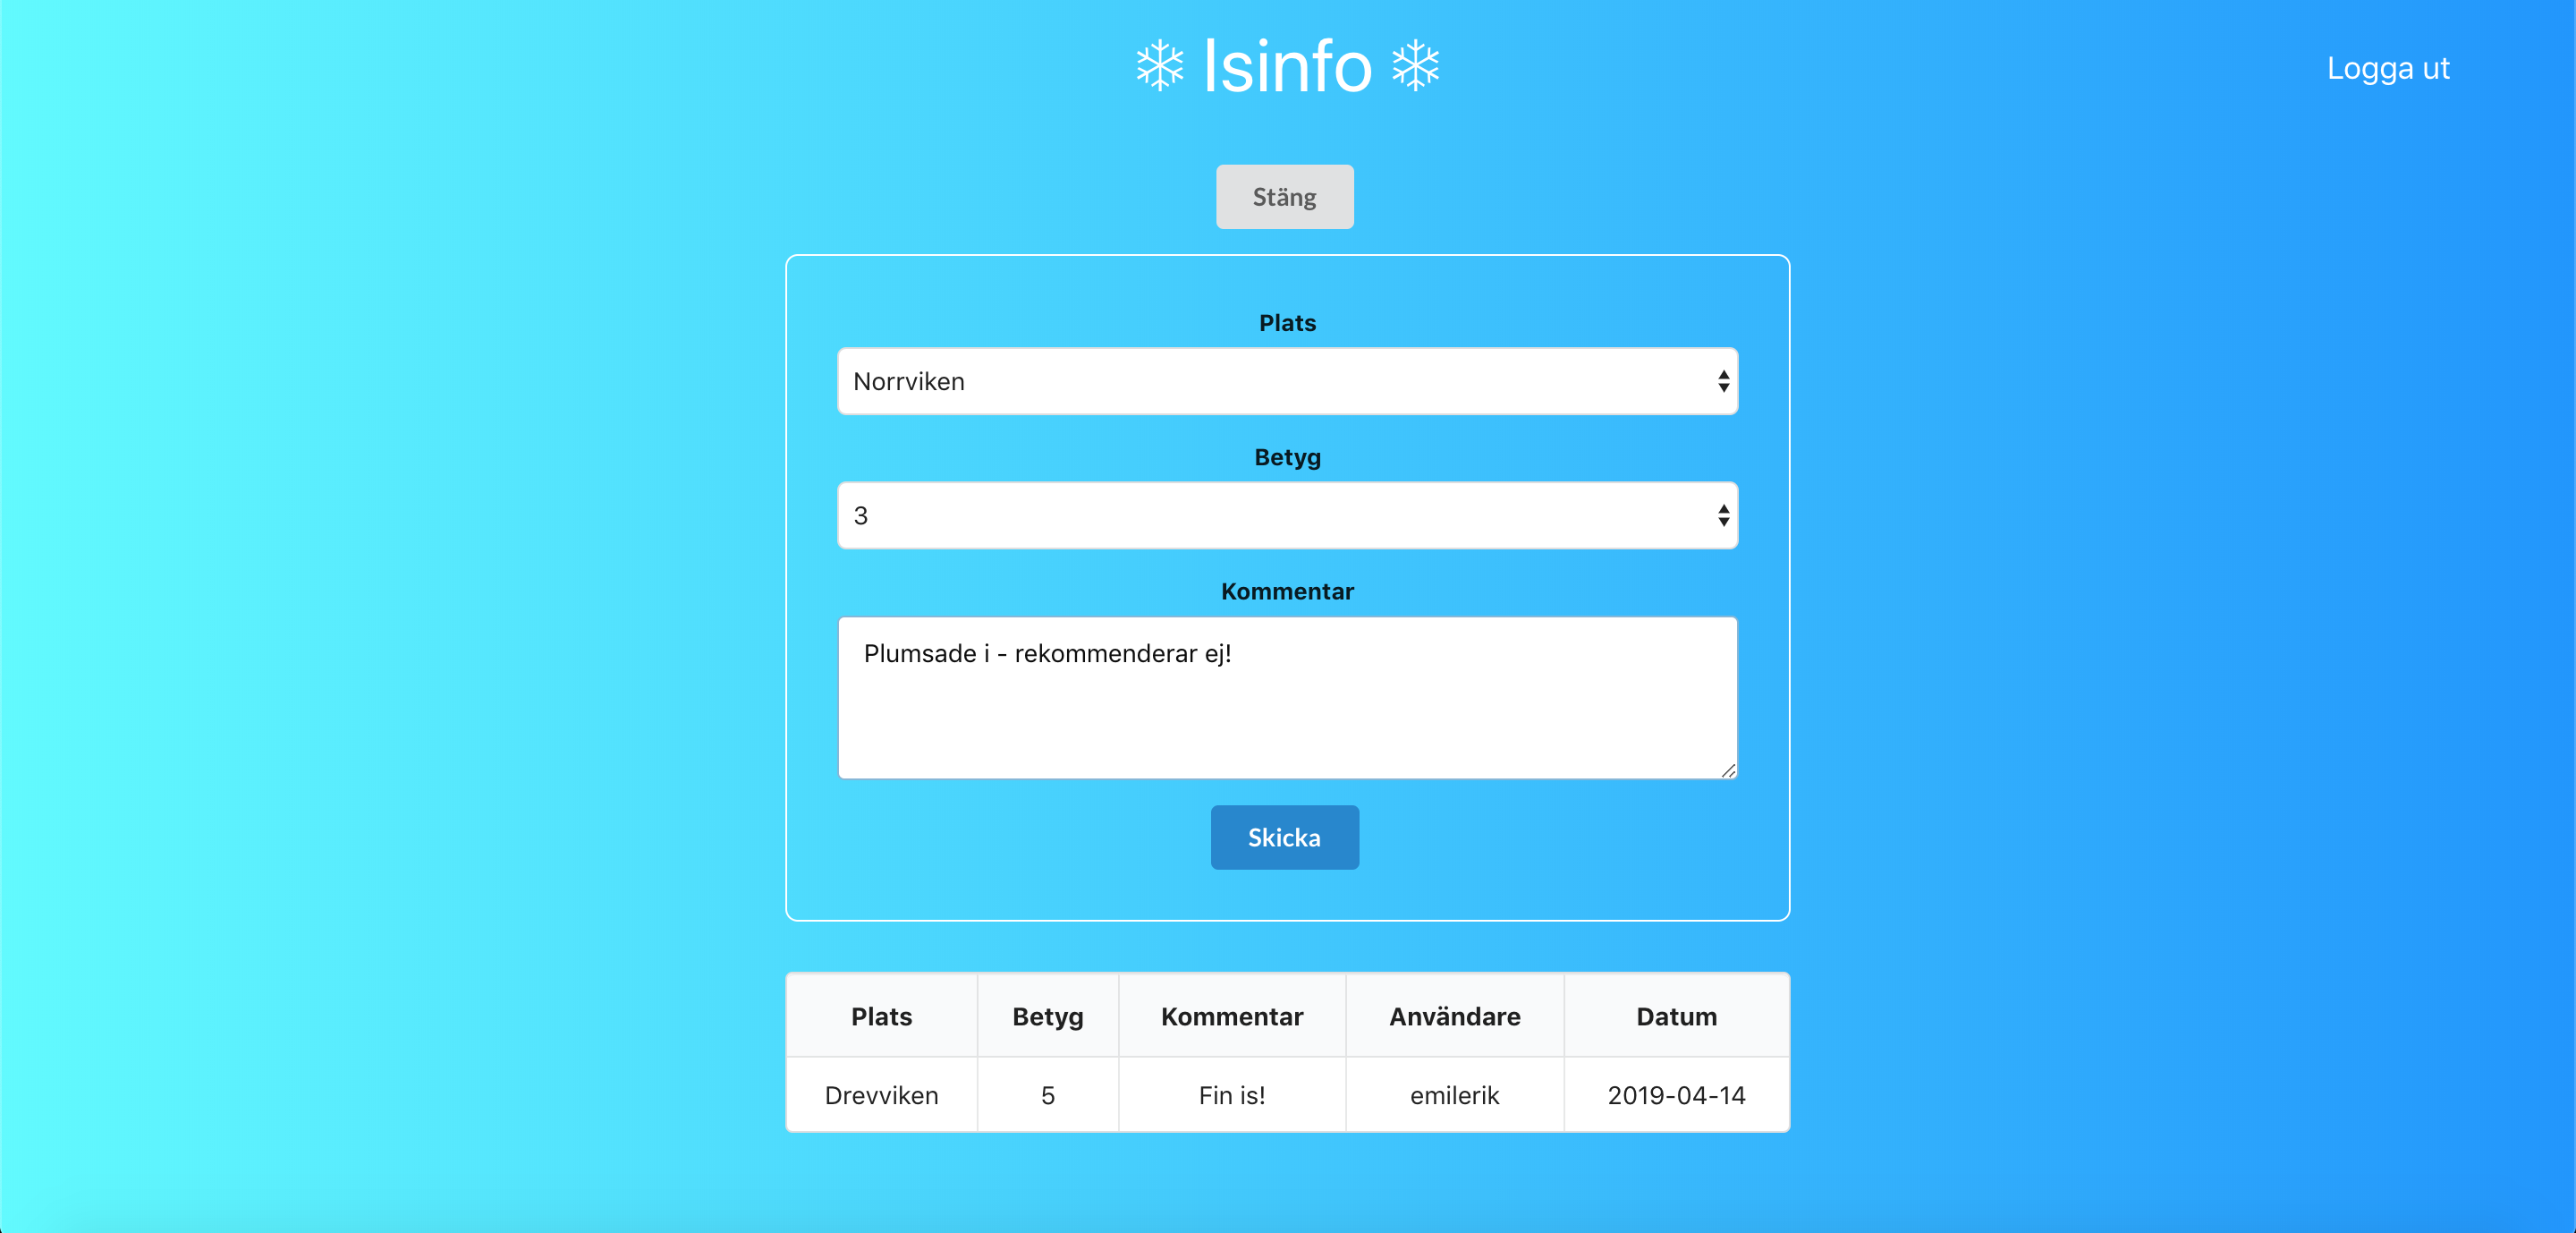 ❄ Isinfo ❄
Logga ut
Stäng
Plats
Norrviken
Betyg
3
Kommentar
Plumsade i - rekommenderar ej!
Skicka
Plats Betyg Kommentar Användare Datum
Drevviken 5 Fin is! emilerik 2019-04-14